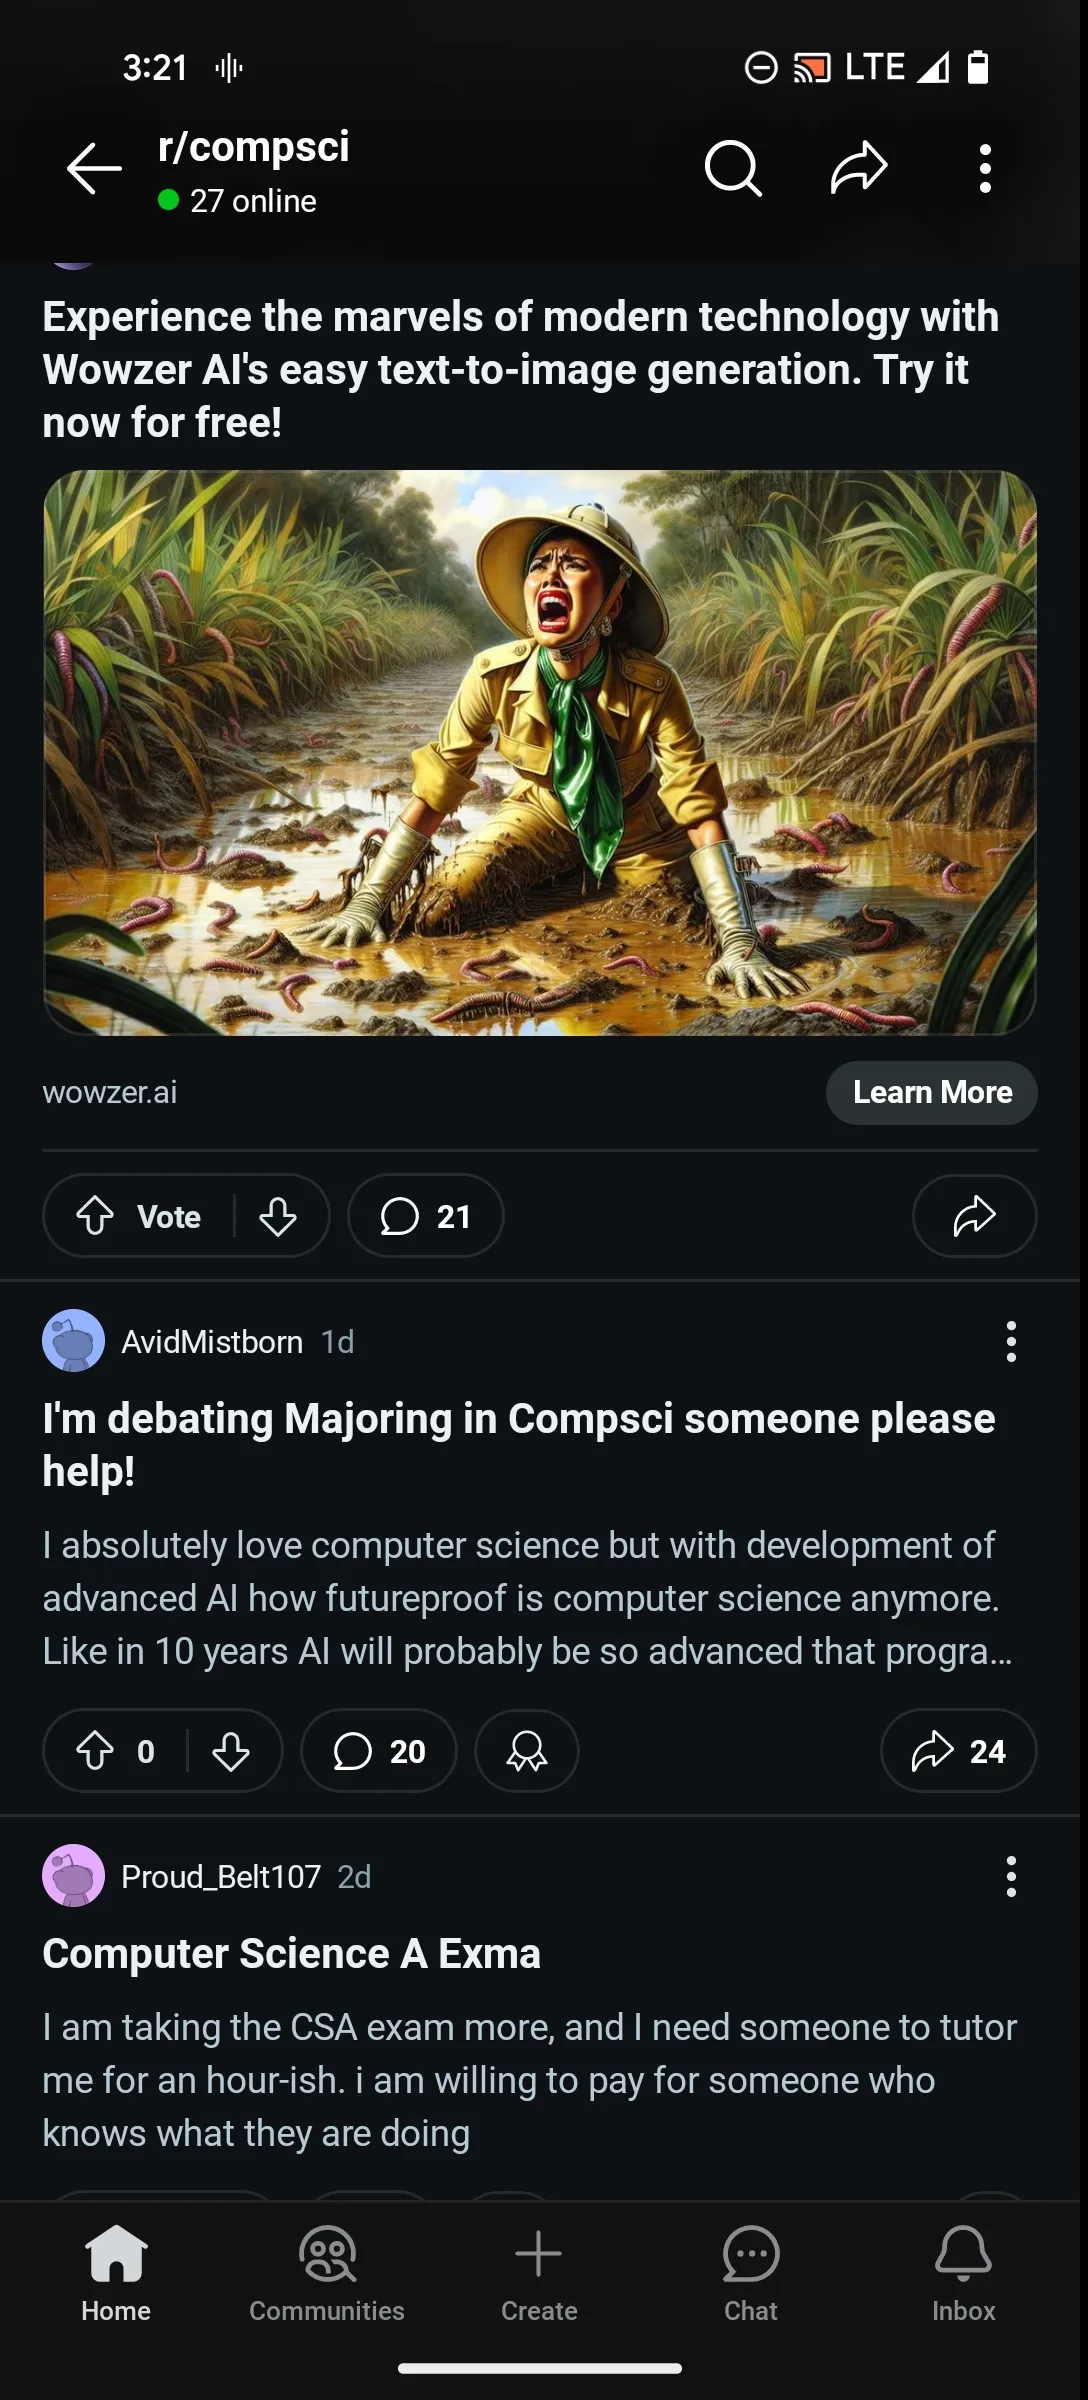 3:21
LTE
r/compsci
27 online
Experience the marvels of modern technology with
Wowzer AI's easy text-to-image generation. Try it
now for free!
wowzer.ai
Learn More
Vote
21
AvidMistborn 1d
I'm debating Majoring in Compsci someone please
help!
I absolutely love computer science but with development of
advanced AI how futureproof is computer science anymore.
Like in 10 years AI will probably be so advanced that progra...
0
20
24
Proud_Belt107 2d
Computer Science A Exma
I am taking the CSA exam more, and I need someone to tutor
me for an hour-ish. i am willing to pay for someone who
knows what they are doing
Home
Communities
Create
Chat
Inbox